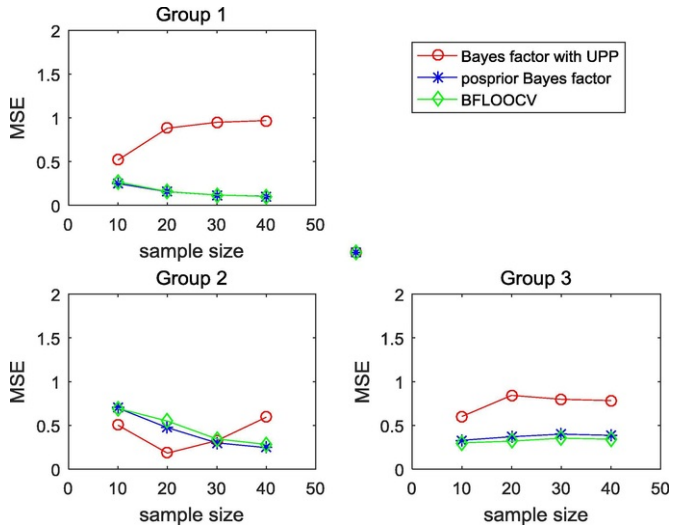 Group 1
2
1.5
1
0.5
0
MSE
0 10 20 30 40 50
sample size
Bayes factor with UPP
posprior Bayes factor
BFLOOCV
Group 2
2
1.5
1
0.5
0
MSE
0 10 20 30 40 50
sample size
Group 3
2
1.5
1
0.5
0
MSE
0 10 20 30 40 50
sample size